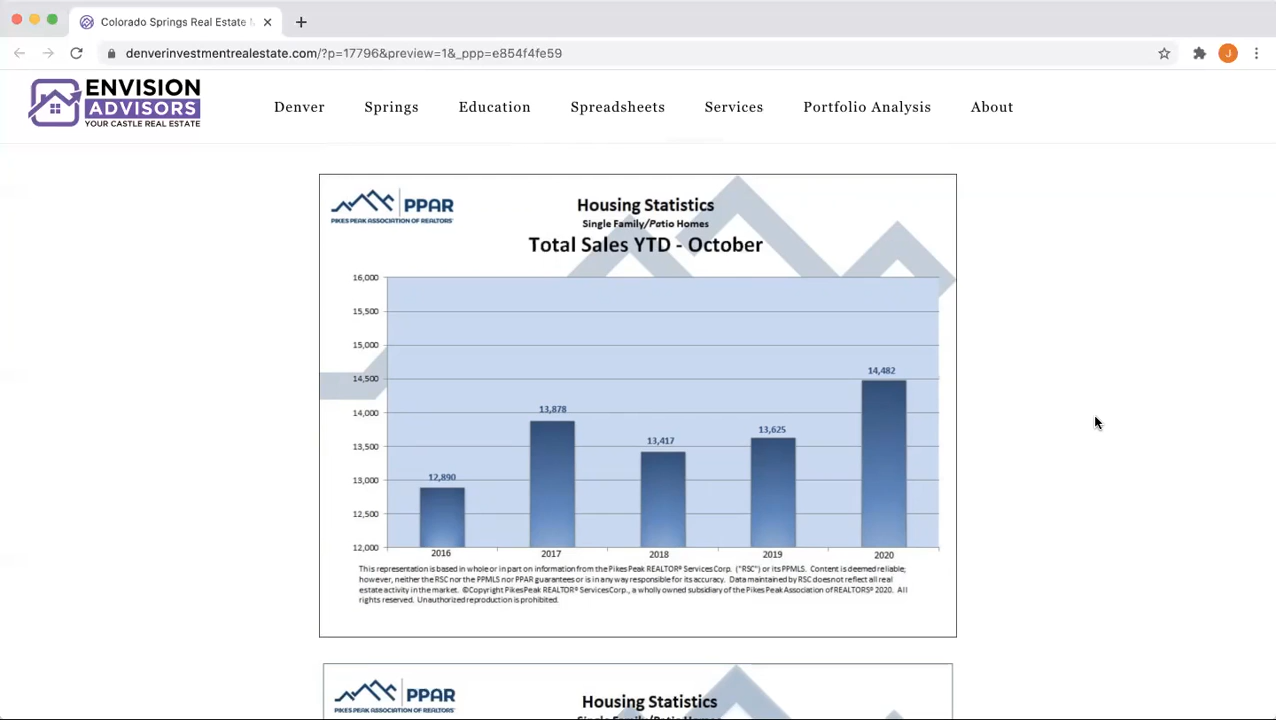 Colorado Springs Real Estate
denverinvestmentrealestate.com/?p=17796&preview=1&_ppp=e854f4fe59
J
ENVISION
ADVISORS
YOUR CASTLE REAL ESTATE
Denver
Springs
Education
Spreadsheets
Services
Portfolio Analysis
About
PPAR
PIKES PEAK ASSOCIATION OF REALTORS®
Housing Statistics
Single Family/Patio Homes
Total Sales YTD - October
16,000
15,500
15,000
14,500
14,000
13,500
13,000
12,500
12,000
12,890
13,878
13,417
13,625
14,482
2016
2017
2018
2019
2020
This representation is based in whole or in part on information from the Pikes Peak REALTOR® Services Corp. ("RSC") or its PPMLS. Content is deemed reliable;
however, neither the RSC nor the PPMLS nor PPAR guarantees or is in any way responsible for its accuracy. Data maintained by RSC does not reflect all real
estate activity in the market. ©Copyright Pikes Peak REALTOR® Services Corp., a wholly owned subsidiary of the Pikes Peak Association of REALTORS® 2020. All
rights reserved. Unauthorized reproduction is prohibited.
PPAR
PIKES PEAK ASSOCIATION OF REALTORS®
Housing Statistics